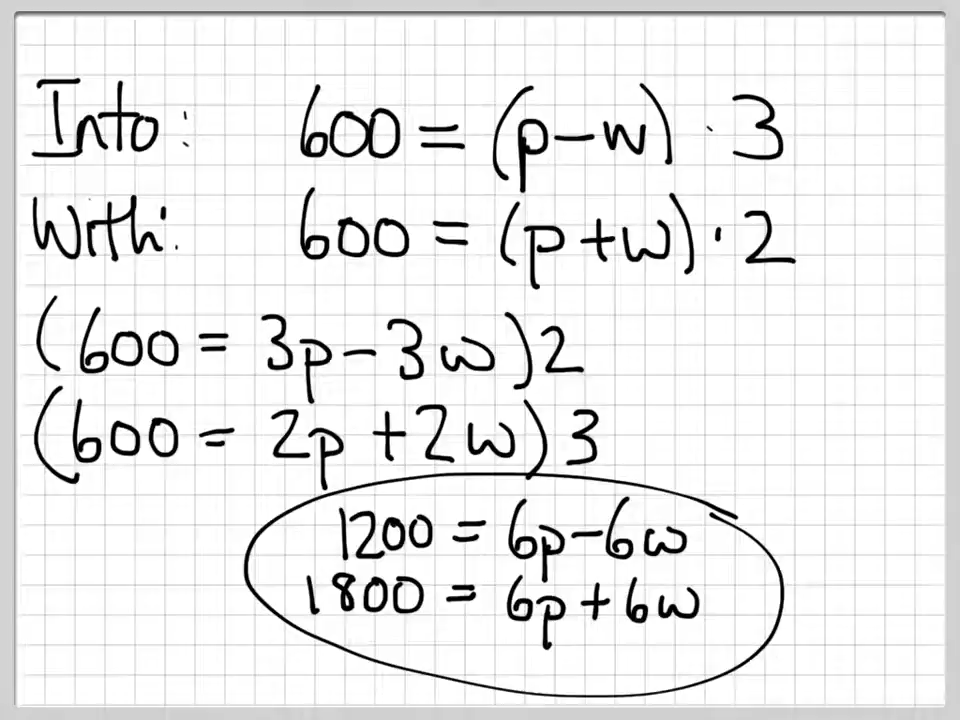 Into: 600 = (p-w) · 3
With: 600 = (p+w) · 2
(600 = 3p-3w)2
(600 = 2p+2w)3
1200 = 6p-6w
1800 = 6p+6w